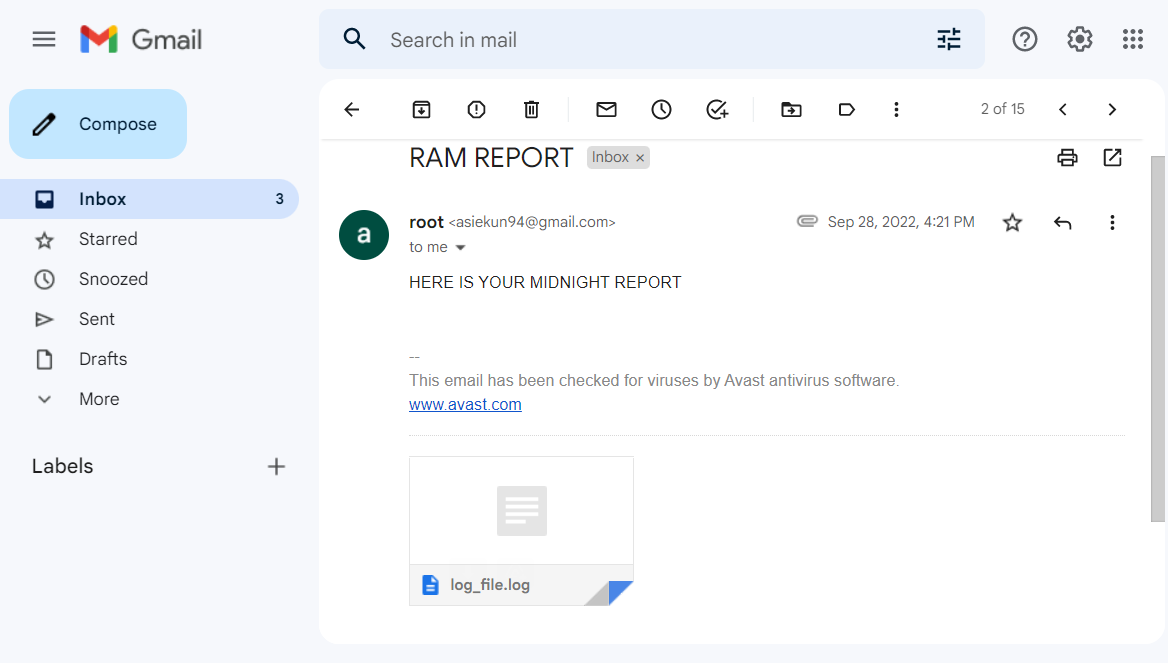 Gmail
Search in mail
Compose
2 of 15
RAM REPORT Inbox ×
Inbox 3
root <asiekun94@gmail.com> Sep 28, 2022, 4:21 PM
a
to me
Starred
Snoozed
HERE IS YOUR MIDNIGHT REPORT
Sent
Drafts
--
This email has been checked for viruses by Avast antivirus software.
More
www.avast.com
Labels
log_file.log